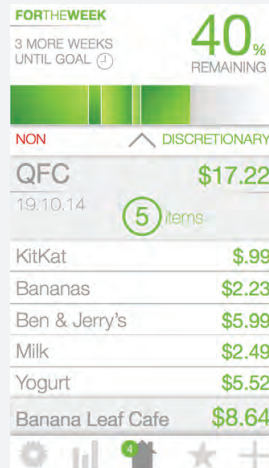 FORTHEWEEK
3 MORE WEEKS
UNTIL GOAL
40%
REMAINING
NON DISCRETIONARY
QFC $17.22
19.10.14
5 items
KitKat $.99
Bananas $2.23
Ben & Jerry's $5.99
Milk $2.49
Yogurt $5.52
Banana Leaf Cafe $8.64
4